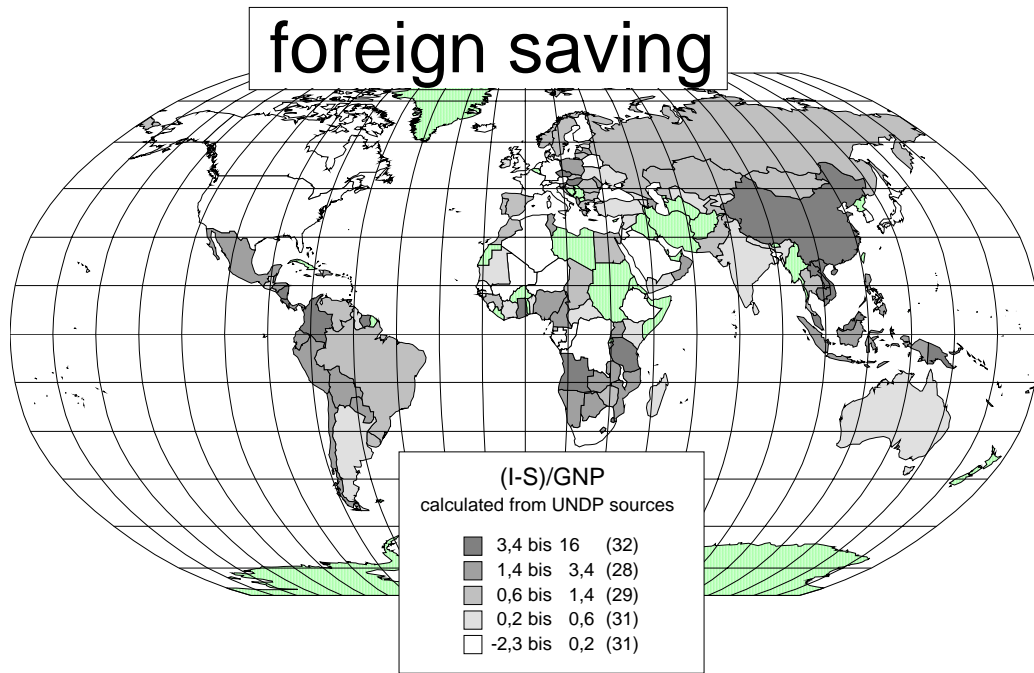 foreign saving
(I-S)/GNP
calculated from UNDP sources
3,4 bis 16 (32)
1,4 bis 3,4 (28)
0,6 bis 1,4 (29)
0,2 bis 0,6 (31)
-2,3 bis 0,2 (31)